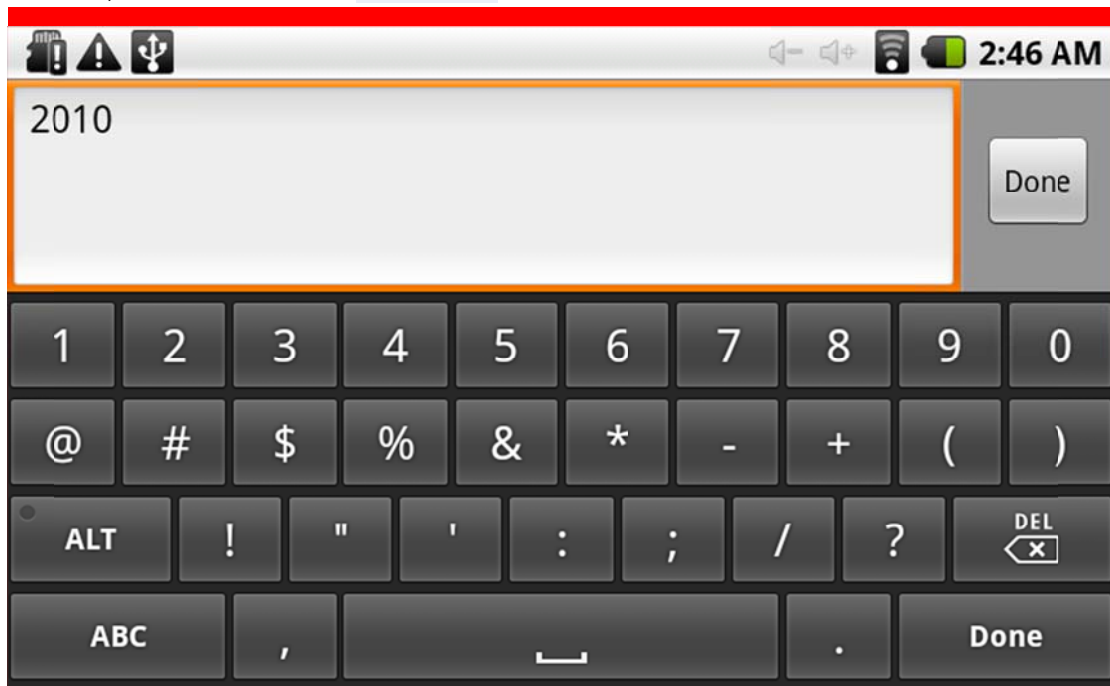 2:46 AM
2010
Done
1 2 3 4 5 6 7 8 9 0
@ # $ % & * - + ( )
ALT ! " ' : ; / ? DEL
ABC , . Done